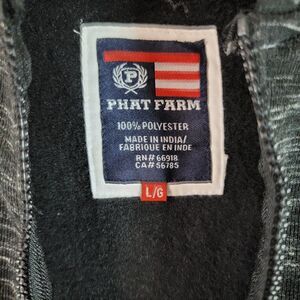 P
PHAT FARM
100% POLYESTER
MADE IN INDIA/
FABRIQUE EN INDE
RN# 66918
CA# 56785
L/G